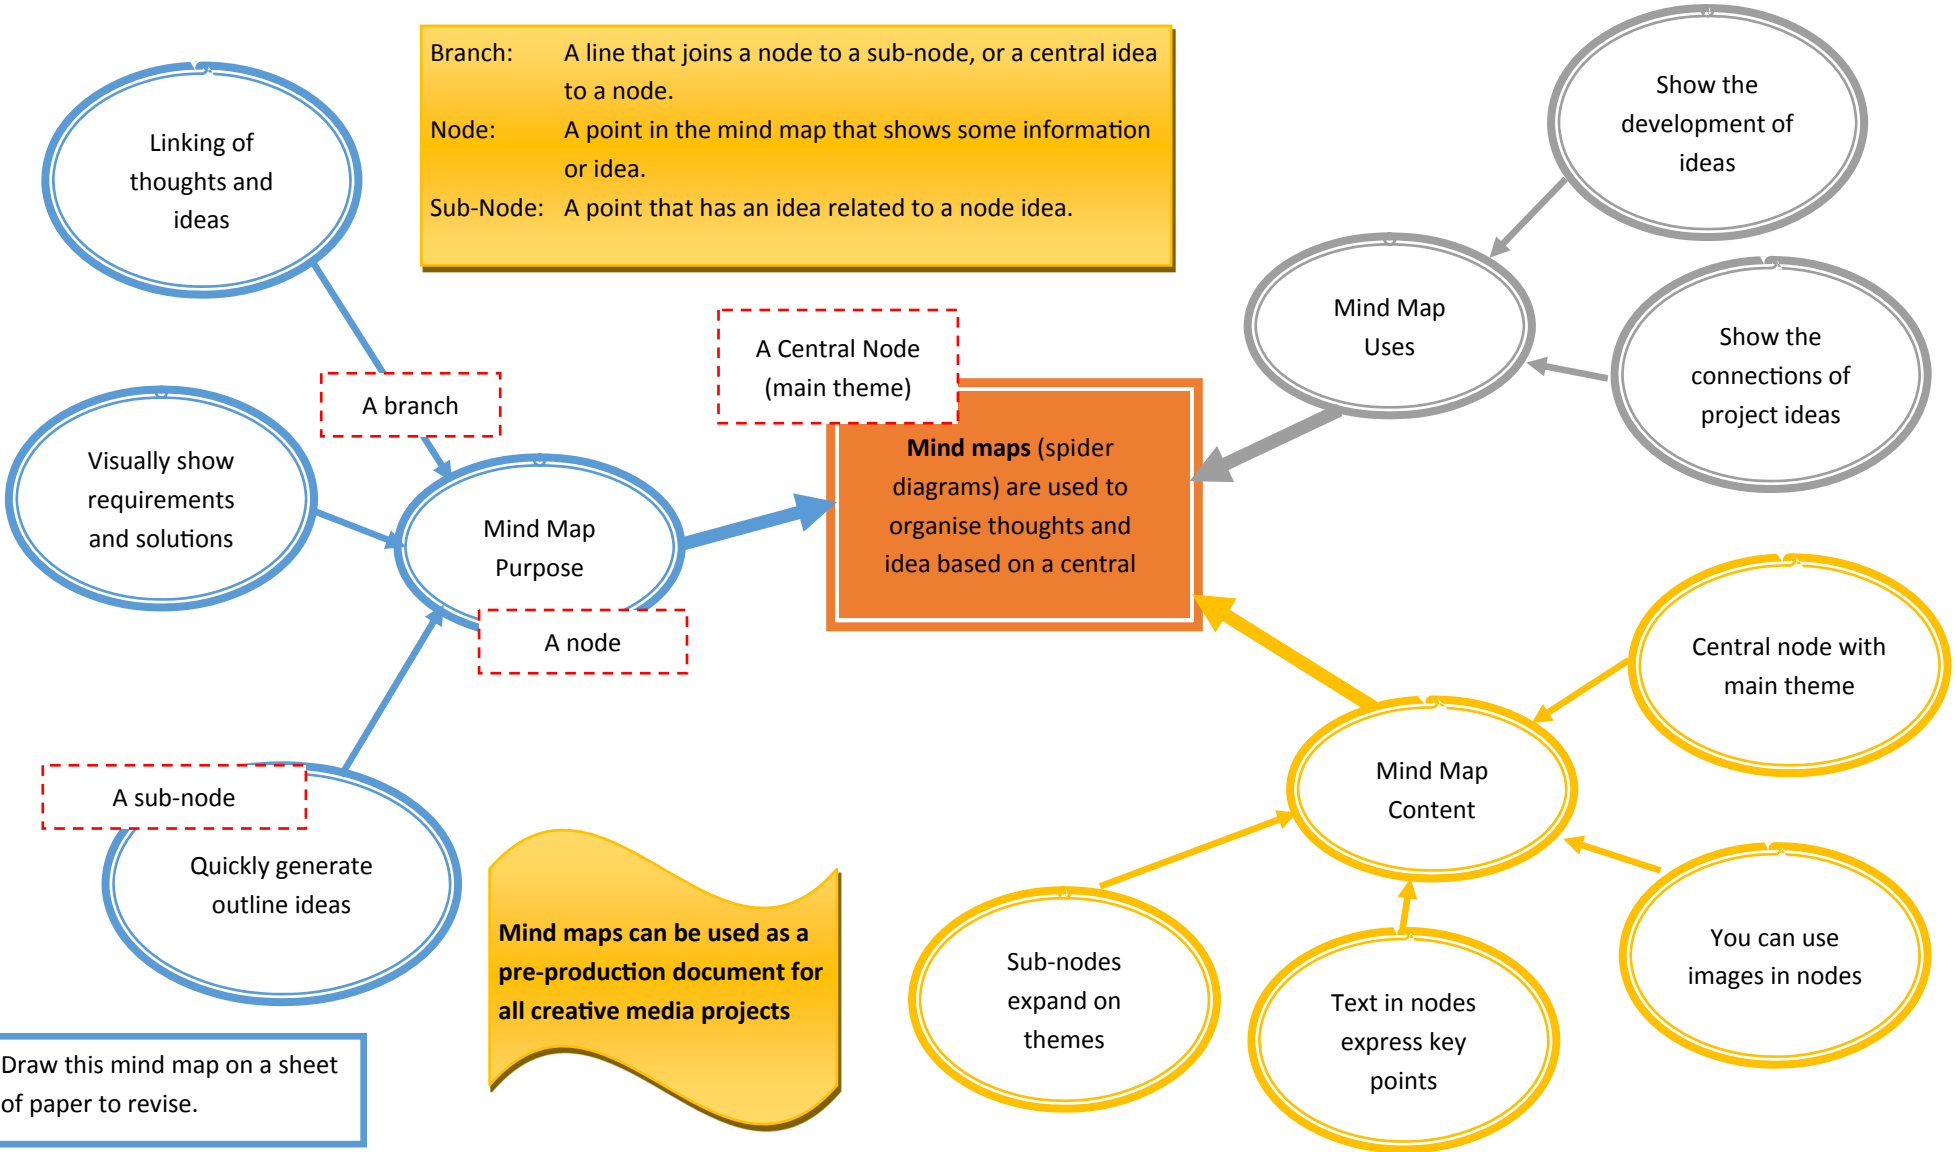 Branch: A line that joins a node to a sub-node, or a central idea
to a node.
Node: A point in the mind map that shows some information
or idea.
Sub-Node: A point that has an idea related to a node idea.
Linking of
thoughts and
ideas
A branch
Visually show
requirements
and solutions
Mind Map
Purpose
A node
A sub-node
Quickly generate
outline ideas
A Central Node
(main theme)
Mind maps (spider
diagrams) are used to
organise thoughts and
idea based on a central
Show the
development of
ideas
Mind Map
Uses
Show the
connections of
project ideas
Central node with
main theme
Mind Map
Content
You can use
images in nodes
Sub-nodes
expand on
themes
Text in nodes
express key
points
Mind maps can be used as a
pre-production document for
all creative media projects
Draw this mind map on a sheet
of paper to revise.